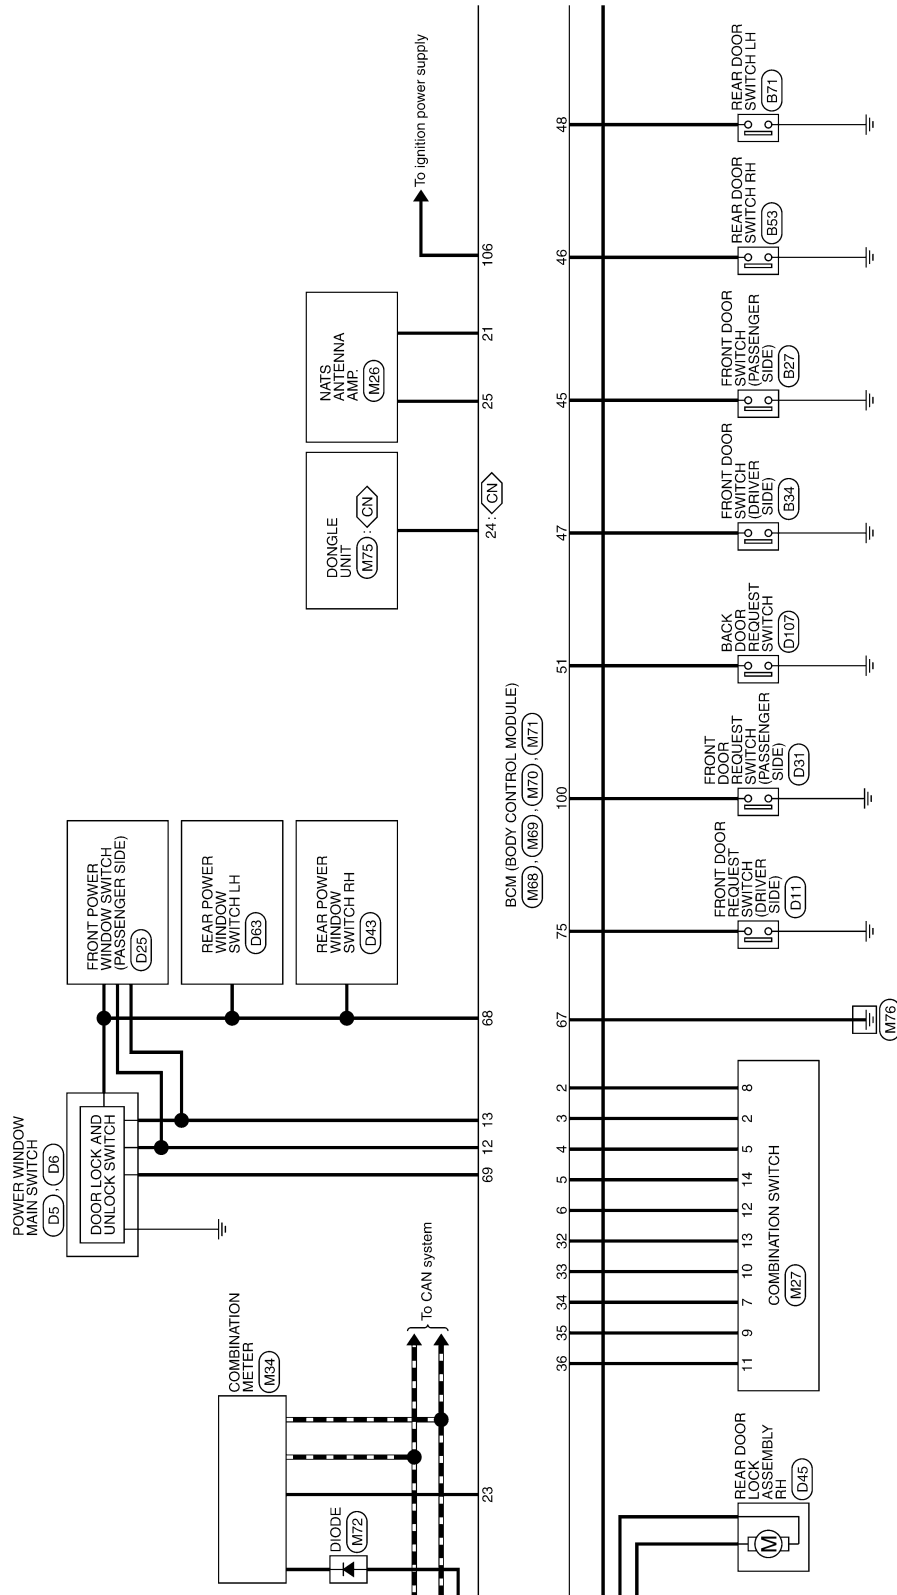 POWER WINDOW
MAIN SWITCH
D5 , D6
DOOR LOCK AND
UNLOCK SWITCH
FRONT POWER
WINDOW SWITCH
(PASSENGER SIDE)
D25
REAR POWER
WINDOW
SWITCH LH
D63
REAR POWER
WINDOW
SWITCH RH
D43
COMBINATION
METER
M34
DIODE
M72
To CAN system
DONGLE
UNIT
M75 : CN
NATS
ANTENNA
AMP.
M26
To ignition power supply
23
69
12
13
68
24 : CN
25
21
106
BCM (BODY CONTROL MODULE)
M68 , M69 , M70 , M71
36
35
34
33
32
6
5
4
3
2
67
75
100
51
47
45
46
48
11
9
7
10
13
12
14
5
2
8
COMBINATION SWITCH
M27
REAR DOOR
LOCK
ASSEMBLY
RH
D45
M
M76
FRONT DOOR
REQUEST
SWITCH
(DRIVER
SIDE)
D11
FRONT
DOOR
REQUEST
SWITCH
(PASSENGER
SIDE)
D31
BACK
DOOR
REQUEST
SWITCH
D107
FRONT DOOR
SWITCH
(DRIVER
SIDE)
B34
FRONT DOOR
SWITCH
(PASSENGER
SIDE)
B27
REAR DOOR
SWITCH RH
B53
REAR DOOR
SWITCH LH
B71